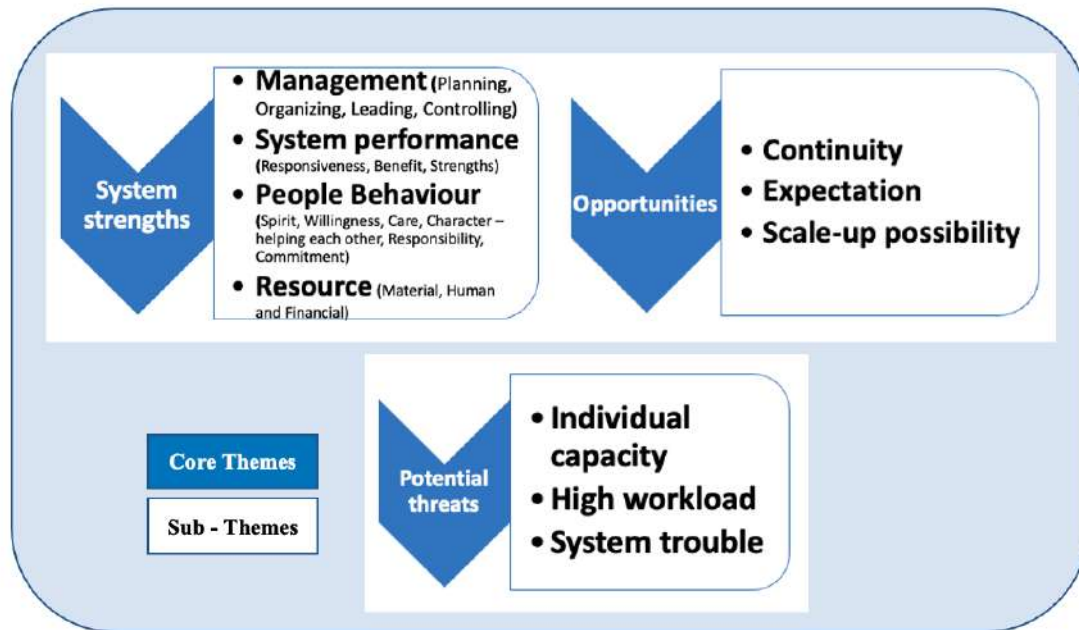 System
strengths
• Management (Planning,
Organizing, Leading, Controlling)
• System performance
(Responsiveness, Benefit, Strengths)
• People Behaviour
(Spirit, Willingness, Care, Character –
helping each other, Responsibility,
Commitment)
• Resource (Material, Human
and Financial)
Opportunities
• Continuity
• Expectation
• Scale-up possibility
Core Themes
Sub - Themes
Potential
threats
• Individual
capacity
• High workload
• System trouble